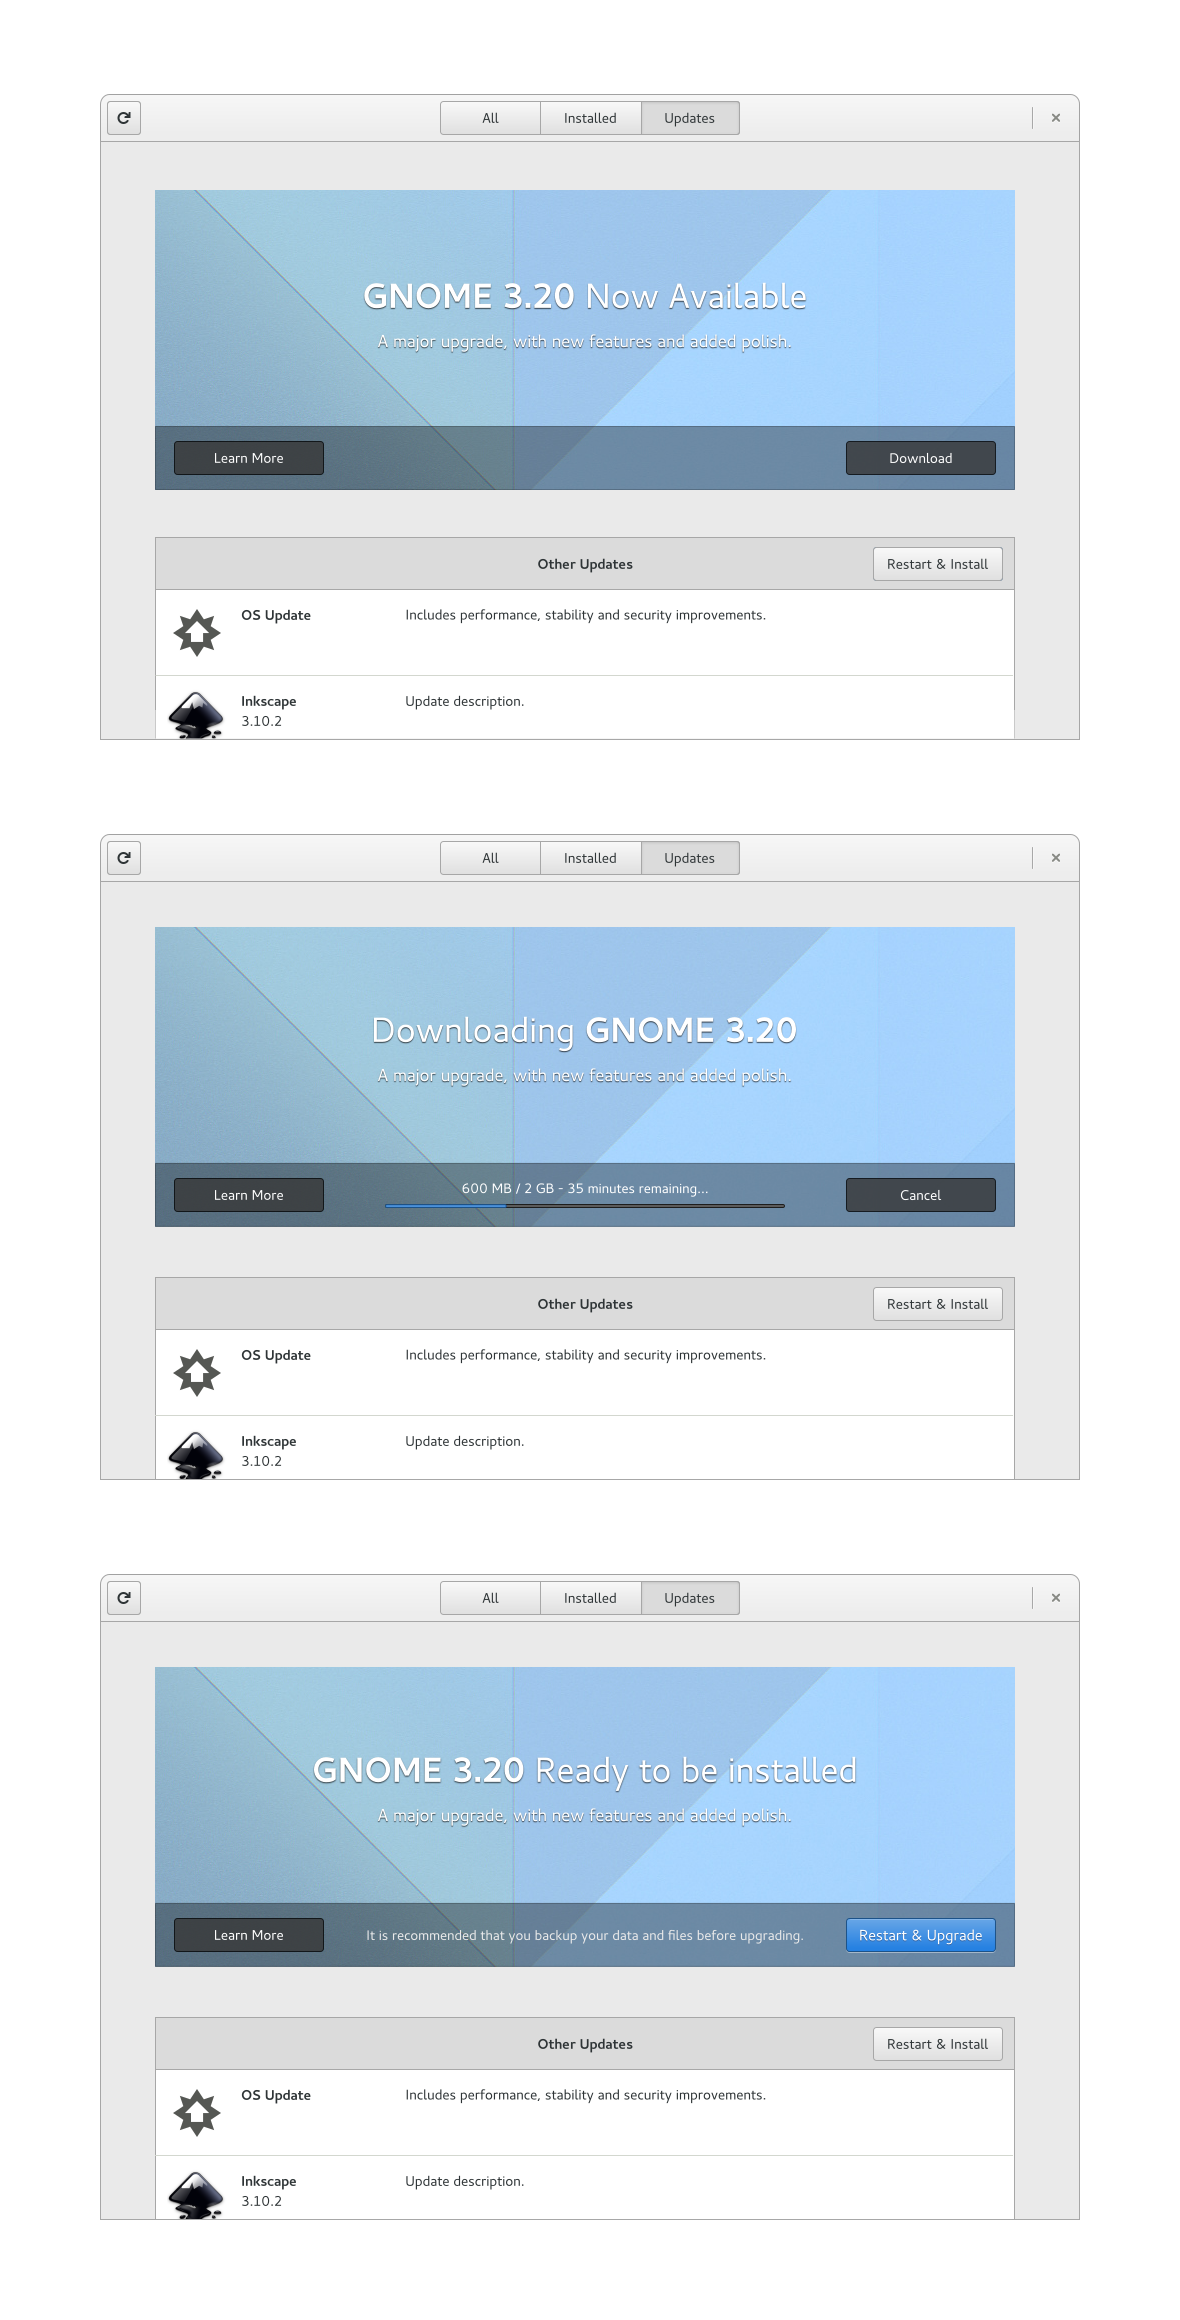 All Installed Updates
GNOME 3.20 Now Available
A major upgrade, with new features and added polish.
Learn More Download
Other Updates Restart & Install
OS Update Includes performance, stability and security improvements.
Inkscape Update description.
3.10.2
All Installed Updates
Downloading GNOME 3.20
A major upgrade, with new features and added polish.
600 MB / 2 GB - 35 minutes remaining...
Learn More Cancel
Other Updates Restart & Install
OS Update Includes performance, stability and security improvements.
Inkscape Update description.
3.10.2
All Installed Updates
GNOME 3.20 Ready to be installed
A major upgrade, with new features and added polish.
Learn More It is recommended that you backup your data and files before upgrading. Restart & Upgrade
Other Updates Restart & Install
OS Update Includes performance, stability and security improvements.
Inkscape Update description.
3.10.2